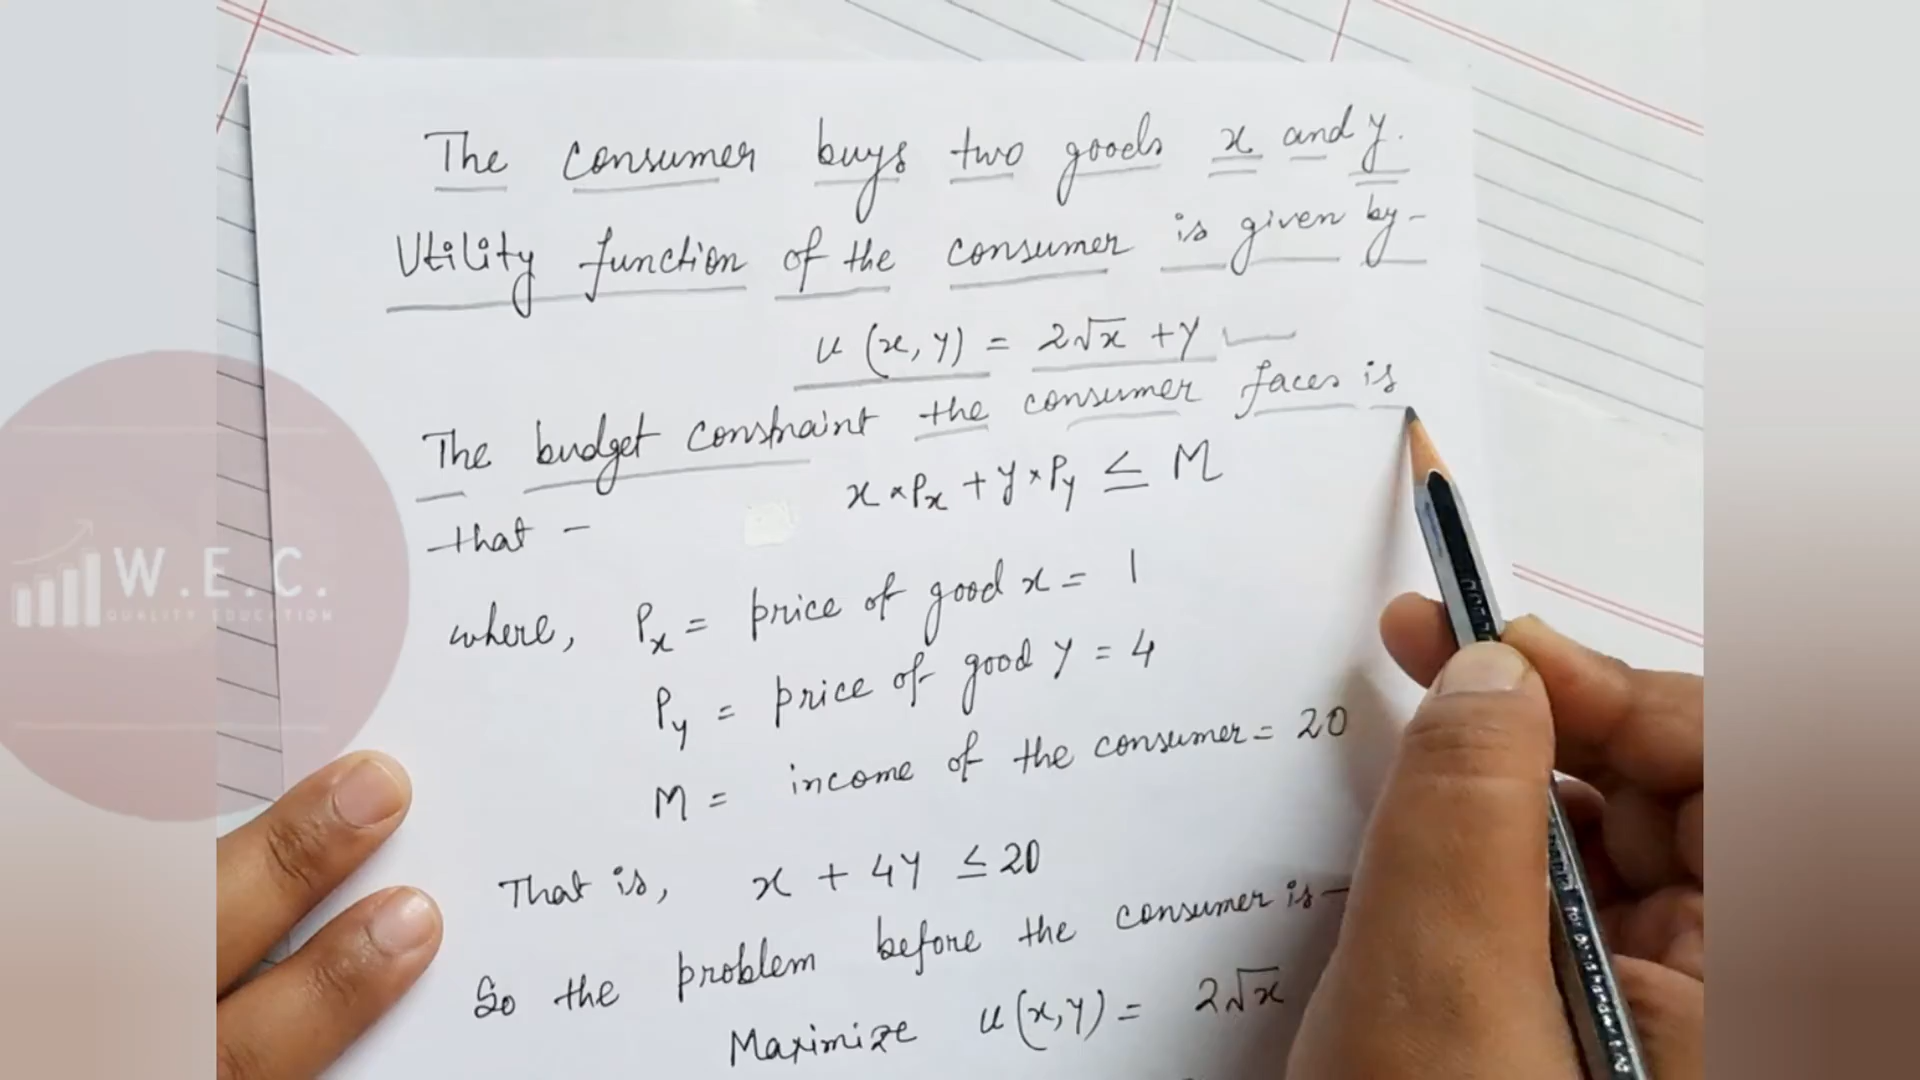 The consumer buys two goods x and y.
Utility function of the consumer is given by-
u (x, y) = 2√x + y
The budget constraint the consumer faces is
that -
x × Px + y × Py ≤ M
where, Px = price of good x = 1
Py = price of good y = 4
M = income of the consumer = 20
That is, x + 4y ≤ 20
So the problem before the consumer is -
Maximize u (x, y) = 2√x
W.E.C.
QUALITY EDUCATION